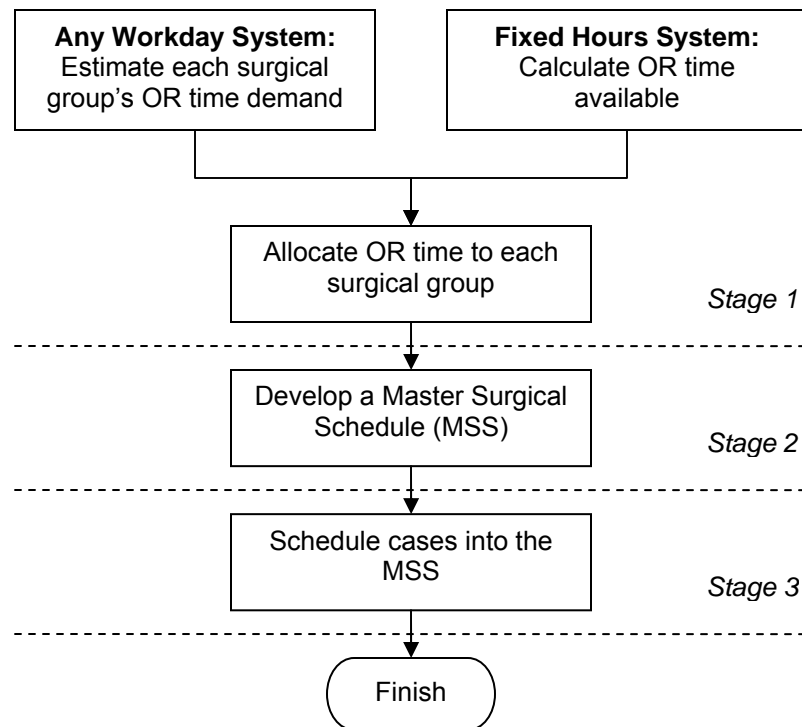 Any Workday System:
Estimate each surgical
group’s OR time demand
Fixed Hours System:
Calculate OR time
available
Allocate OR time to each
surgical group
Stage 1
Develop a Master Surgical
Schedule (MSS)
Stage 2
Schedule cases into the
MSS
Stage 3
Finish